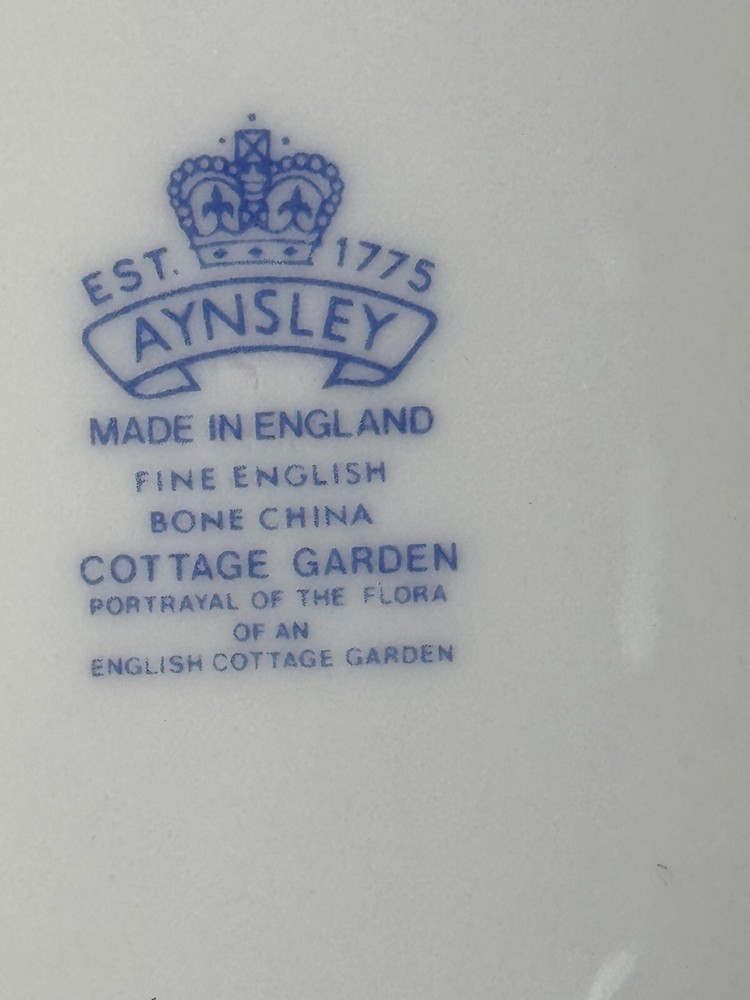 EST. 1775
AYNSLEY
MADE IN ENGLAND
FINE ENGLISH
BONE CHINA
COTTAGE GARDEN
PORTRAYAL OF THE FLORA
OF AN
ENGLISH COTTAGE GARDEN